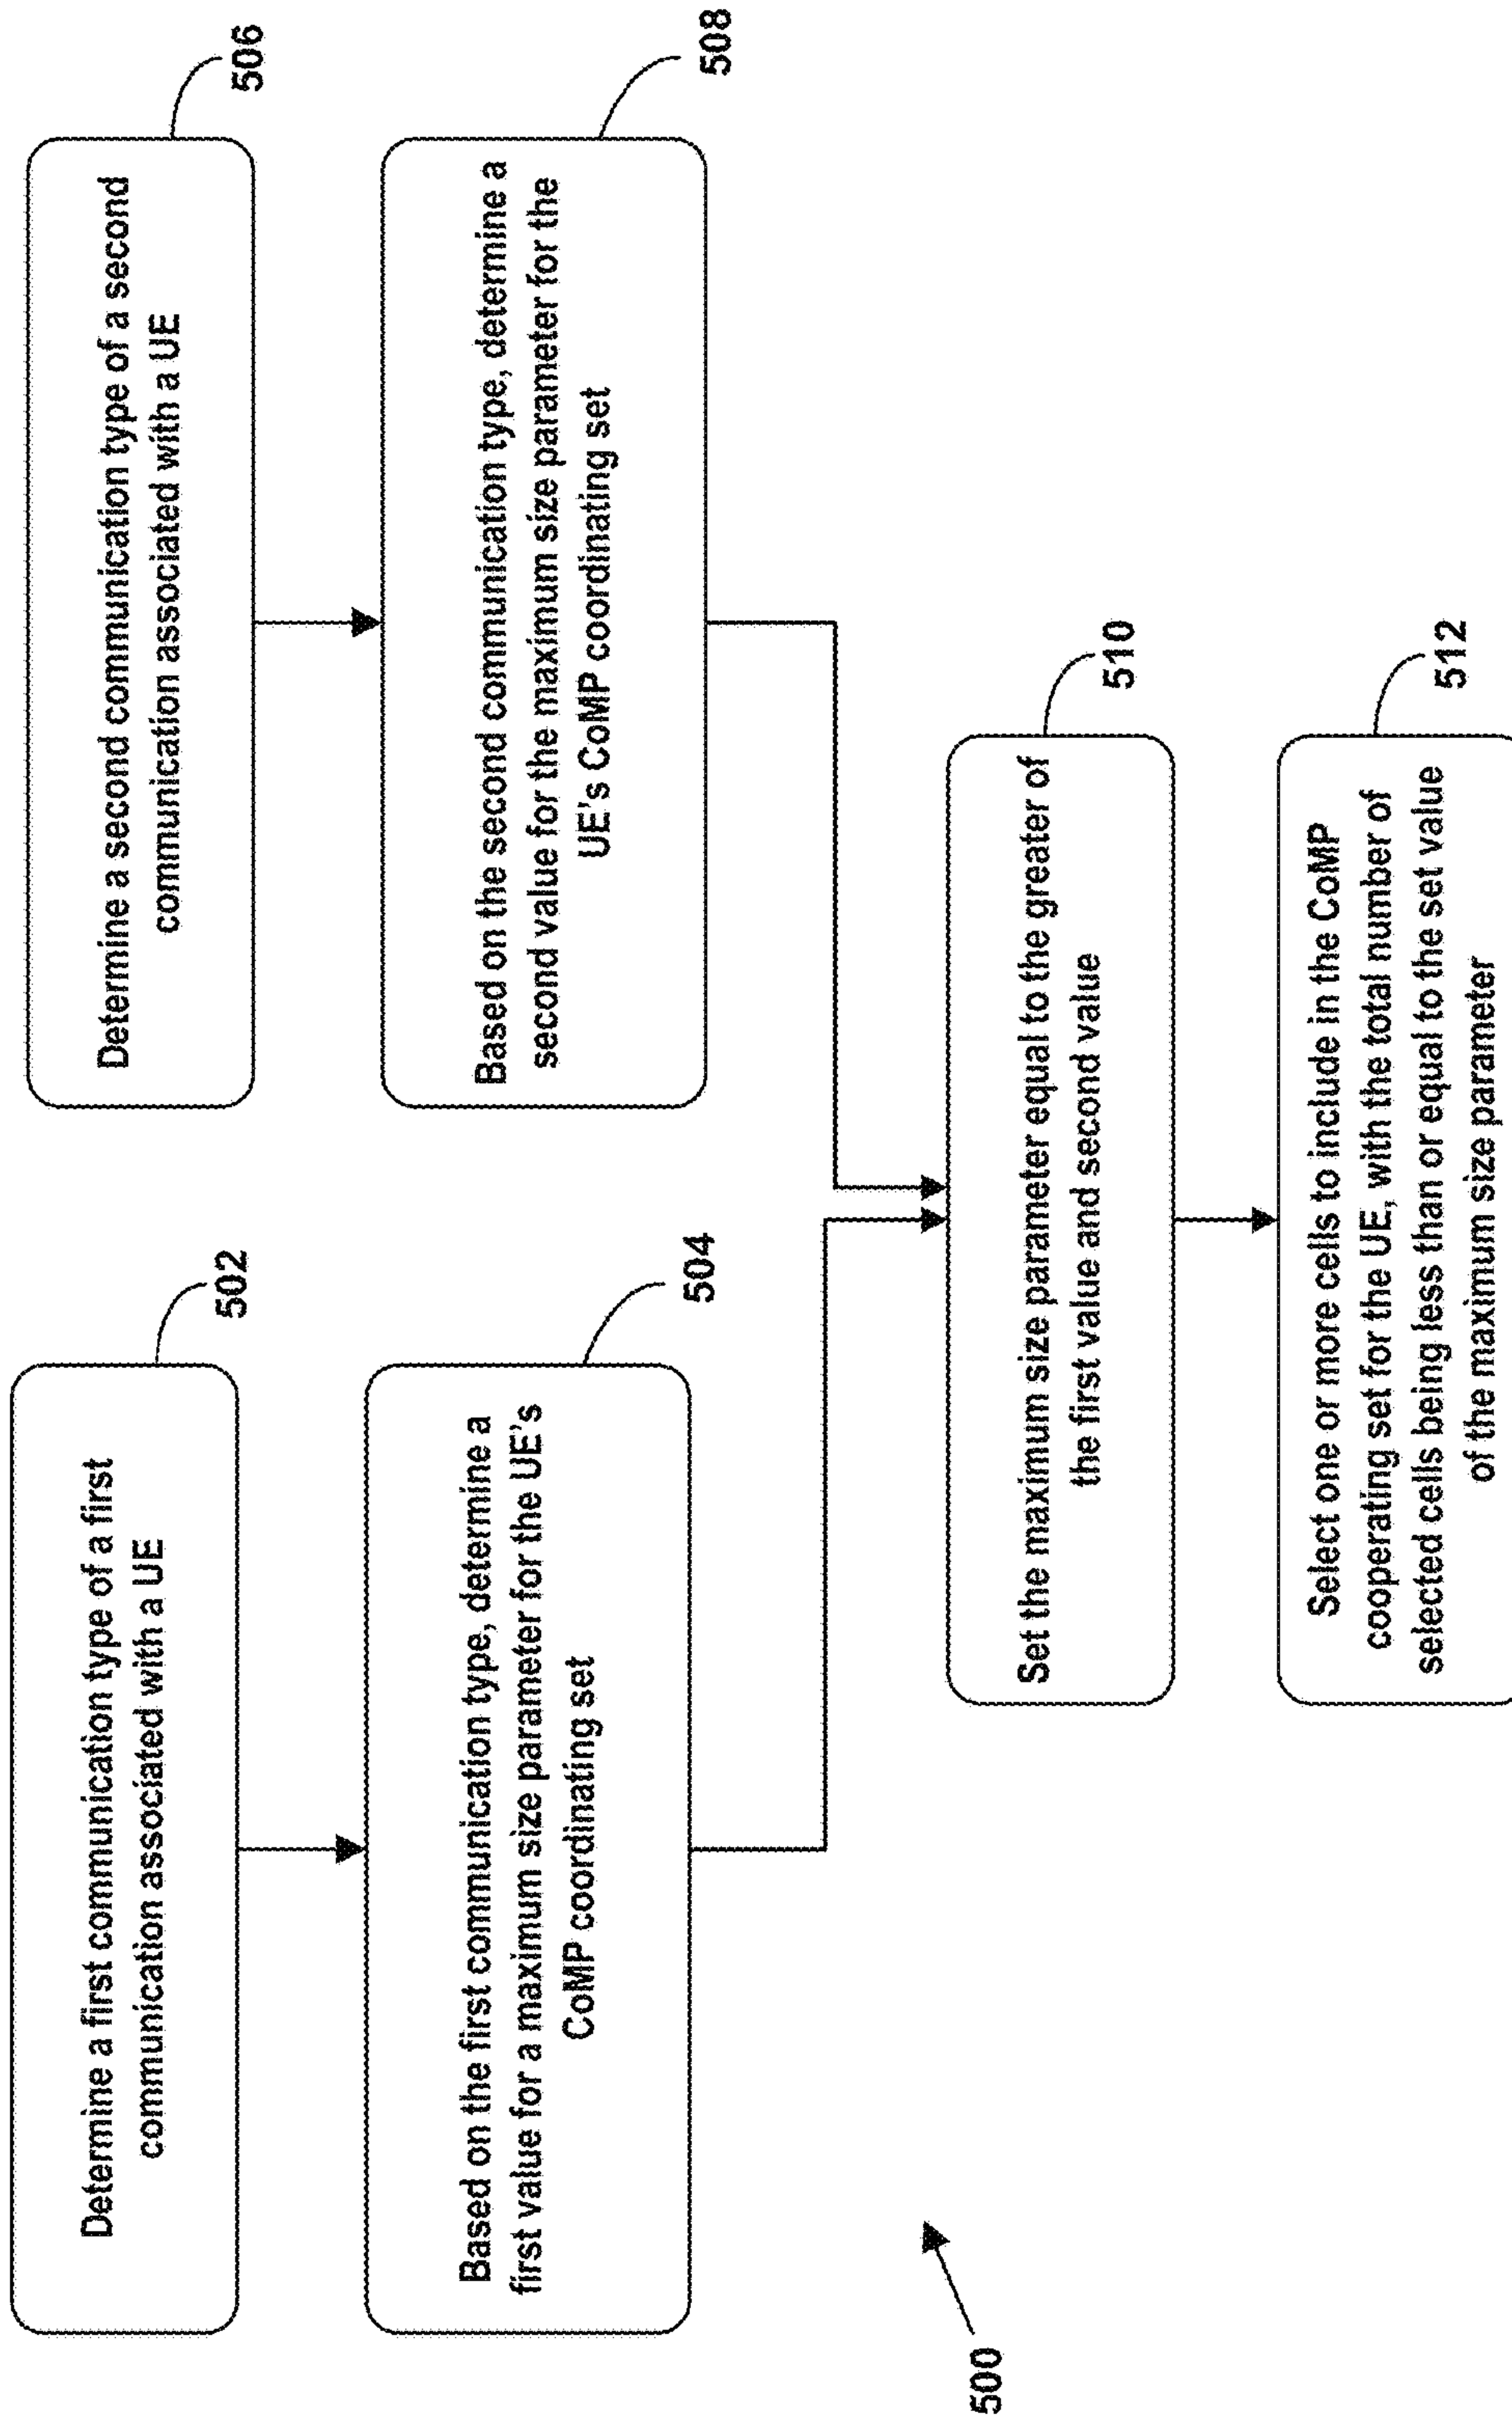 Determine a first communication type of a first
communication associated with a UE
502
Based on the first communication type, determine a
first value for a maximum size parameter for the UE's
CoMP coordinating set
504
Determine a second communication type of a second
communication associated with a UE
506
Based on the second communication type, determine a
second value for the maximum size parameter for the
UE's CoMP coordinating set
508
Set the maximum size parameter equal to the greater of
the first value and second value
510
Select one or more cells to include in the CoMP
cooperating set for the UE, with the total number of
selected cells being less than or equal to the set value
of the maximum size parameter
512
500